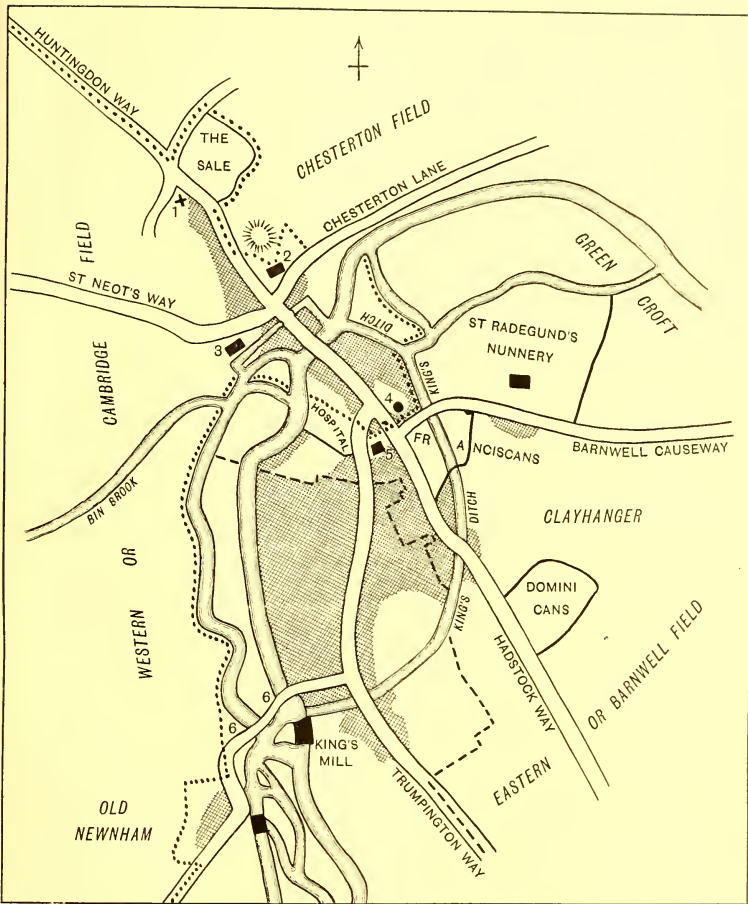 HUNTINGDON WAY
THE
SALE
CHESTERTON FIELD
1
CHESTERTON LANE
2
FIELD
ST NEOT'S WAY
GREEN
CROFT
DITCH
KING'S
ST RADEGUND'S
NUNNERY
3
CAMBRIDGE
4
HOSPITAL
5
FR
A
NCISCANS
BARNWELL CAUSEWAY
BIN BROOK
DITCH
KING'S
CLAYHANGER
OR
WESTERN
DOMINI
CANS
HADSTOCK WAY
OR BARNWELL FIELD
EASTERN
6
6
KING'S
MILL
TRUMPINGTON WAY
OLD
NEWNHAM